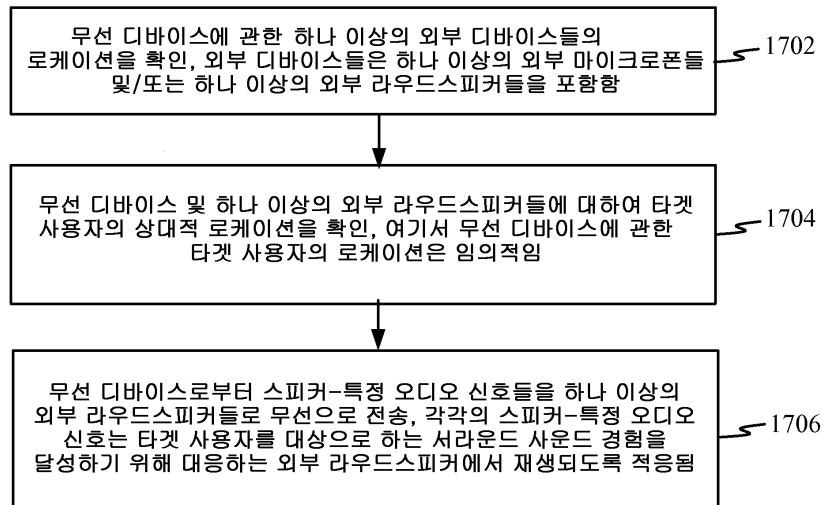 무선 디바이스에 관한 하나 이상의 외부 디바이스들의
로케이션을 확인, 외부 디바이스들은 하나 이상의 외부 마이크로폰들
및/또는 하나 이상의 외부 라우드스피커들을 포함함
1702
무선 디바이스 및 하나 이상의 외부 라우드스피커들에 대하여 타겟
사용자의 상대적 로케이션을 확인, 여기서 무선 디바이스에 관한
타겟 사용자의 로케이션은 임의적임
1704
무선 디바이스로부터 스피커-특정 오디오 신호들을 하나 이상의
외부 라우드스피커들로 무선으로 전송, 각각의 스피커-특정 오디오
신호는 타겟 사용자를 대상으로 하는 서라운드 사운드 경험을
달성하기 위해 대응하는 외부 라우드스피커에서 재생되도록 적응됨
1706